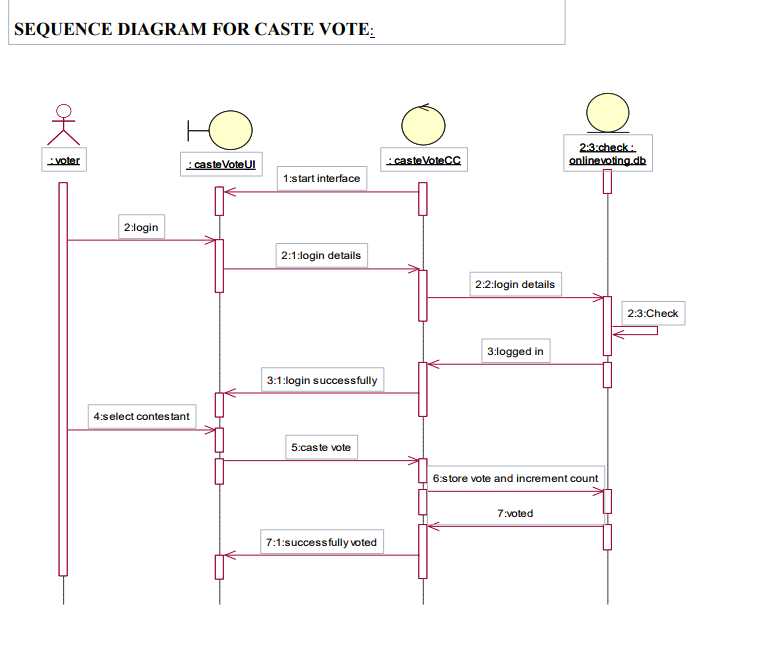 SEQUENCE DIAGRAM FOR CASTE VOTE:
: voter
: casteVoteUI
: casteVoteCC
2:3:check :
onlinevoting.db
1:start interface
2:login
2:1:login details
2:2:login details
2:3:Check
3:logged in
3:1:login successfully
4:select contestant
5:caste vote
6:store vote and increment count
7:voted
7:1:successfully voted